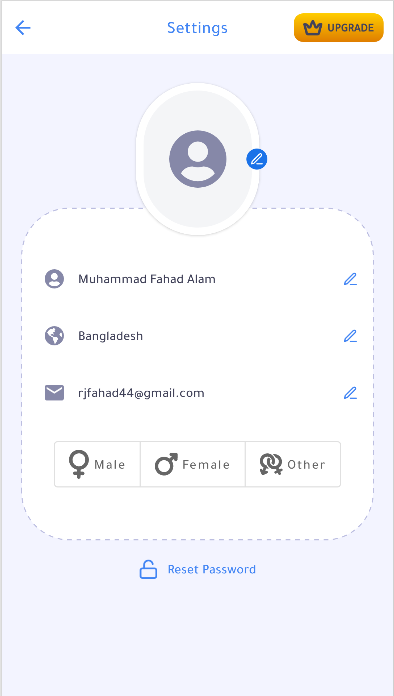 Settings
UPGRADE
Muhammad Fahad Alam
Bangladesh
rjfahad44@gmail.com
Male
Female
Other
Reset Password